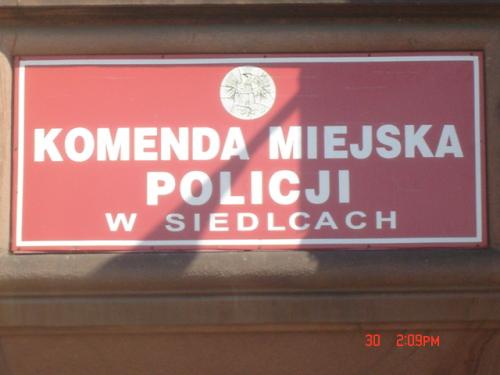 KOMENDA MIEJSKA
POLICJI
W SIEDLCACH
30 2:09PM